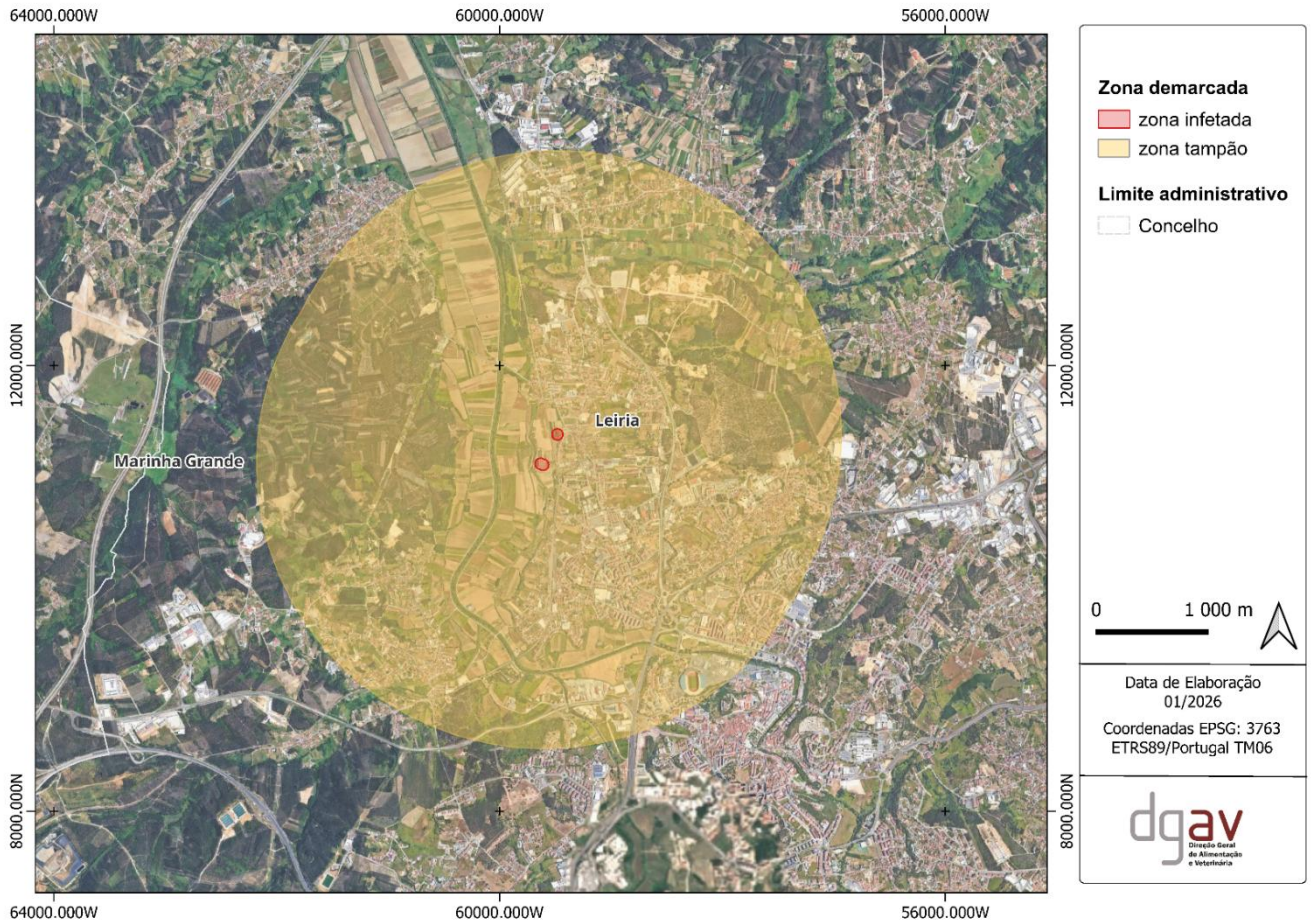 64000.000W
60000.000W
56000.000W
12000.000N
8000.000N
Marinha Grande
Leiria
12000.000N
8000.000N
64000.000W
60000.000W
56000.000W
Zona demarcada
zona infetada
zona tampão
Limite administrativo
Concelho
0 1 000 m
Data de Elaboração
01/2026
Coordenadas EPSG: 3763
ETRS89/Portugal TM06
dgav
Direção Geral
de Alimentação
e Veterinária